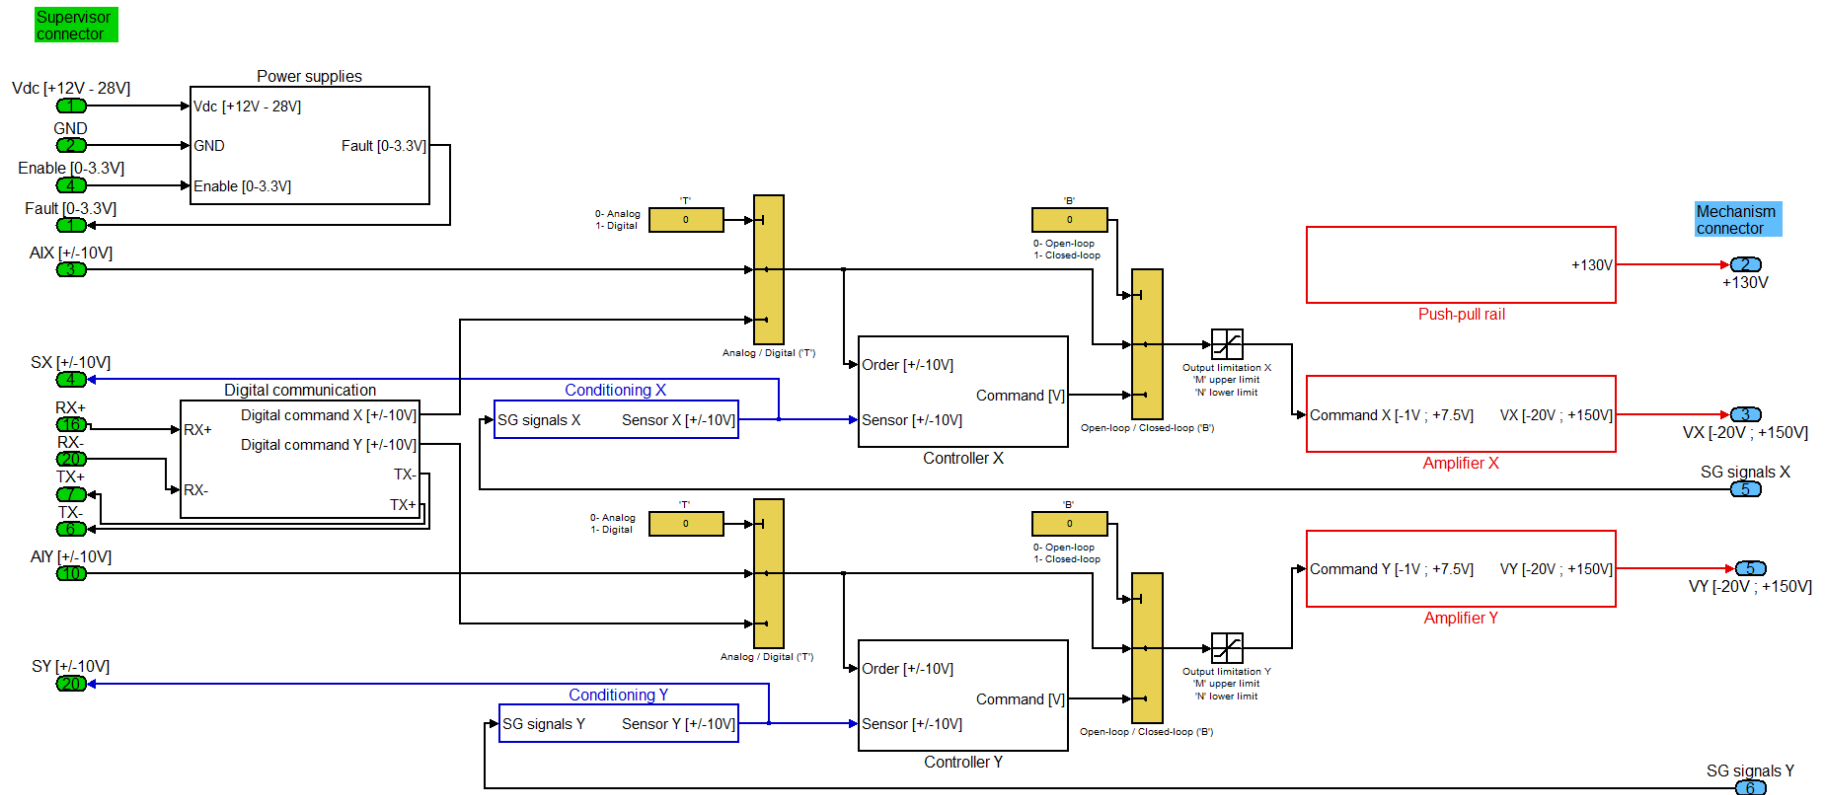 Supervisor
connector
Power supplies
Vdc [+12V - 28V]
1
Vdc [+12V - 28V]
GND
2
GND
Fault [0-3.3V]
Enable [0-3.3V]
4
Enable [0-3.3V]
Fault [0-3.3V]
1
AIX [+/-10V]
3
'T'
0- Analog
1- Digital
0
Analog / Digital ('T')
'B'
0
0- Open-loop
1- Closed-loop
Open-loop / Closed-loop ('B')
Mechanism
connector
+130V
2
+130V
Push-pull rail
SX [+/-10V]
4
Digital communication
RX+
16
RX-
20
TX+
7
TX-
6
RX+
RX-
Digital command X [+/-10V]
Digital command Y [+/-10V]
TX-
TX+
Conditioning X
SG signals X
Sensor X [+/-10V]
Order [+/-10V]
Command [V]
Sensor [+/-10V]
Controller X
Output limitation X
'M' upper limit
'N' lower limit
Command X [-1V ; +7.5V]
VX [-20V ; +150V]
Amplifier X
3
VX [-20V ; +150V]
SG signals X
5
AIY [+/-10V]
10
'T'
0- Analog
1- Digital
0
Analog / Digital ('T')
'B'
0
0- Open-loop
1- Closed-loop
Open-loop / Closed-loop ('B')
SY [+/-10V]
20
Conditioning Y
SG signals Y
Sensor Y [+/-10V]
Order [+/-10V]
Command [V]
Sensor [+/-10V]
Controller Y
Output limitation Y
'M' upper limit
'N' lower limit
Command Y [-1V ; +7.5V]
VY [-20V ; +150V]
Amplifier Y
5
VY [-20V ; +150V]
SG signals Y
6